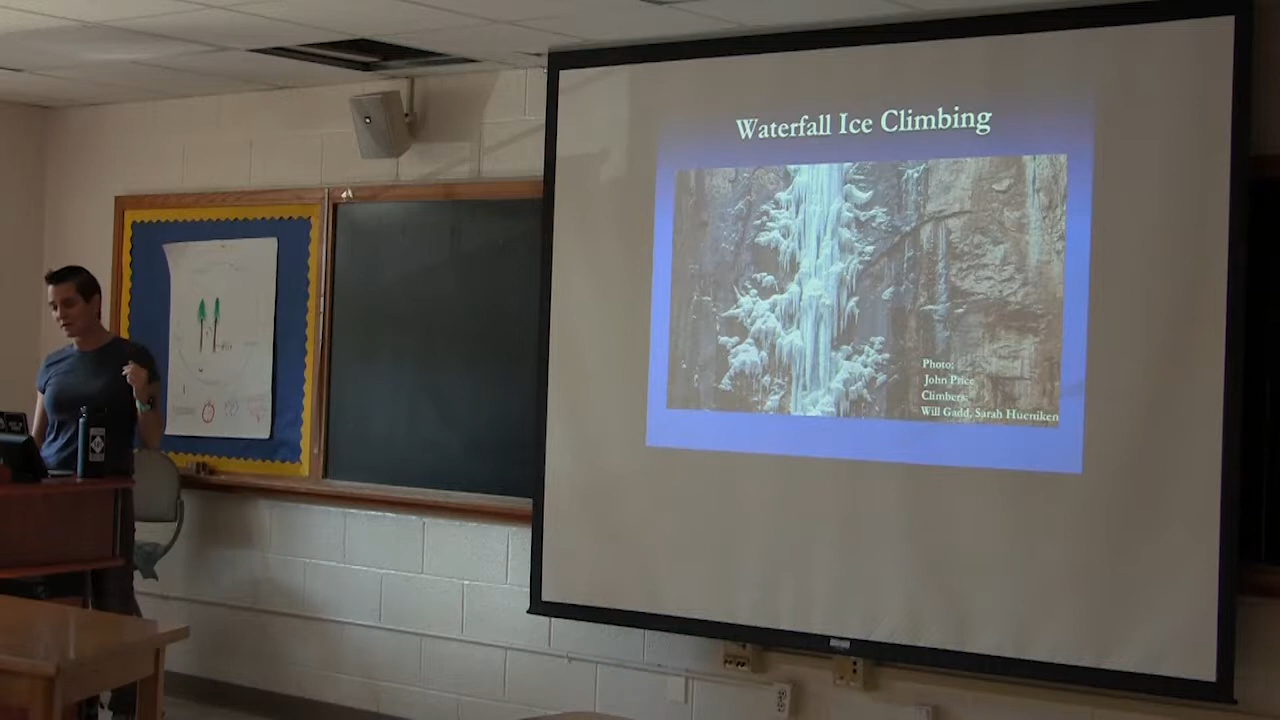 Waterfall Ice Climbing
Photo:
John Price
Climbers:
Will Gadd, Sarah Hueniken